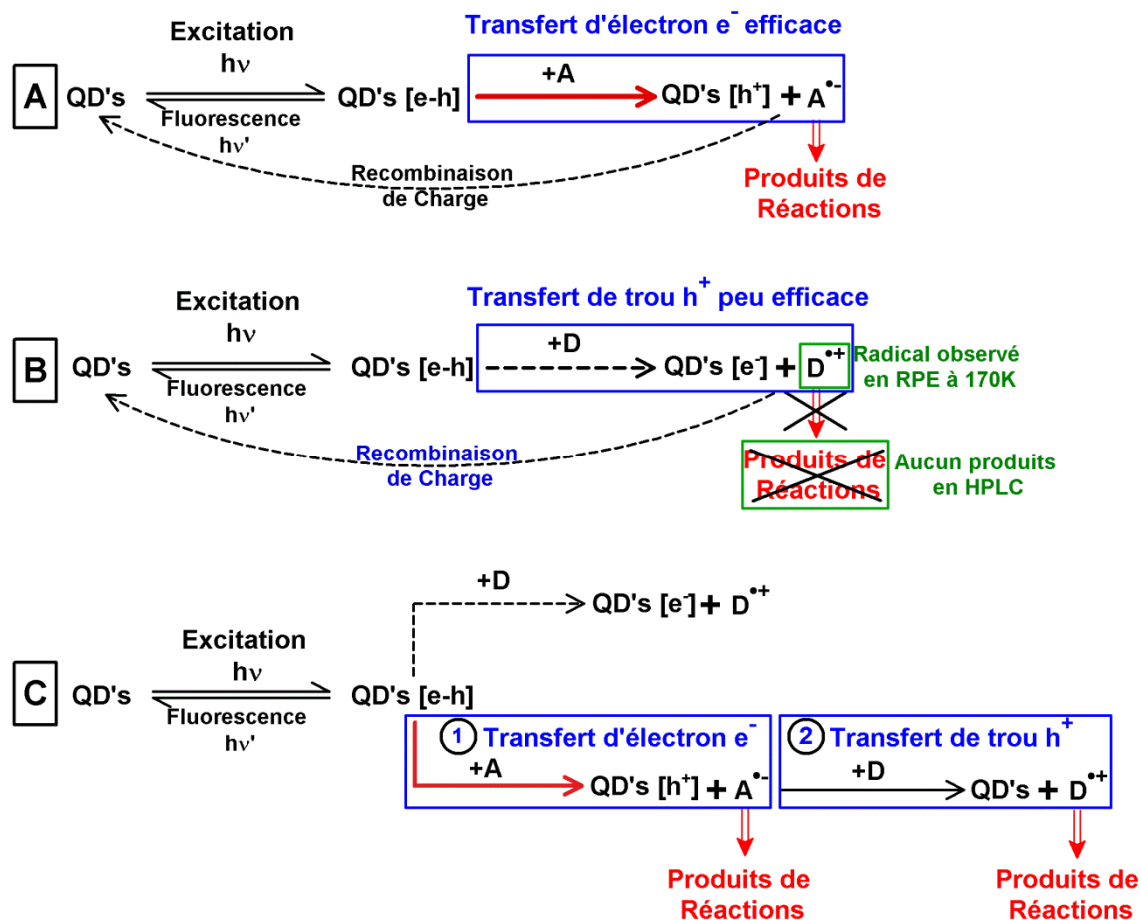 Transfert d'électron e⁻ efficace
Excitation
hν
+A
A
QD's
QD's [e-h]
QD's [h⁺] + A•⁻
Fluorescence
hν'
Recombinaison
de Charge
Produits de
Réactions
Transfert de trou h⁺ peu efficace
Excitation
hν
+D
B
QD's
QD's [e-h]
QD's [e⁻] + D•⁺
Radical observé
en RPE à 170K
Fluorescence
hν'
Recombinaison
de Charge
Produits de
Réactions
Aucun produits
en HPLC
+D
QD's [e⁻] + D•⁺
Excitation
hν
C
QD's
QD's [e-h]
Fluorescence
hν'
1 Transfert d'électron e⁻
+A
QD's [h⁺] + A•⁻
2 Transfert de trou h⁺
+D
QD's + D•⁺
Produits de
Réactions
Produits de
Réactions